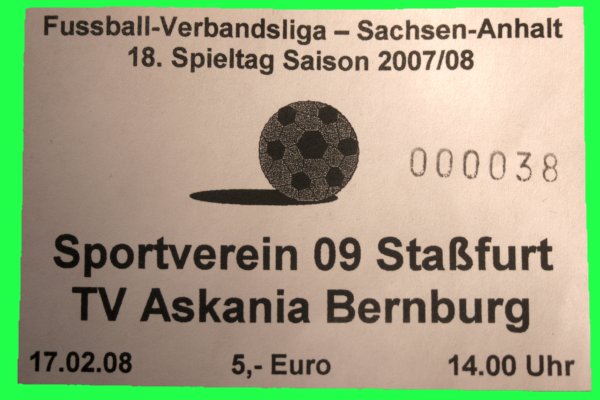 Fussball-Verbandsliga – Sachsen-Anhalt
18. Spieltag Saison 2007/08
000038
Sportverein 09 Staßfurt
TV Askania Bernburg
17.02.08 5,- Euro 14.00 Uhr